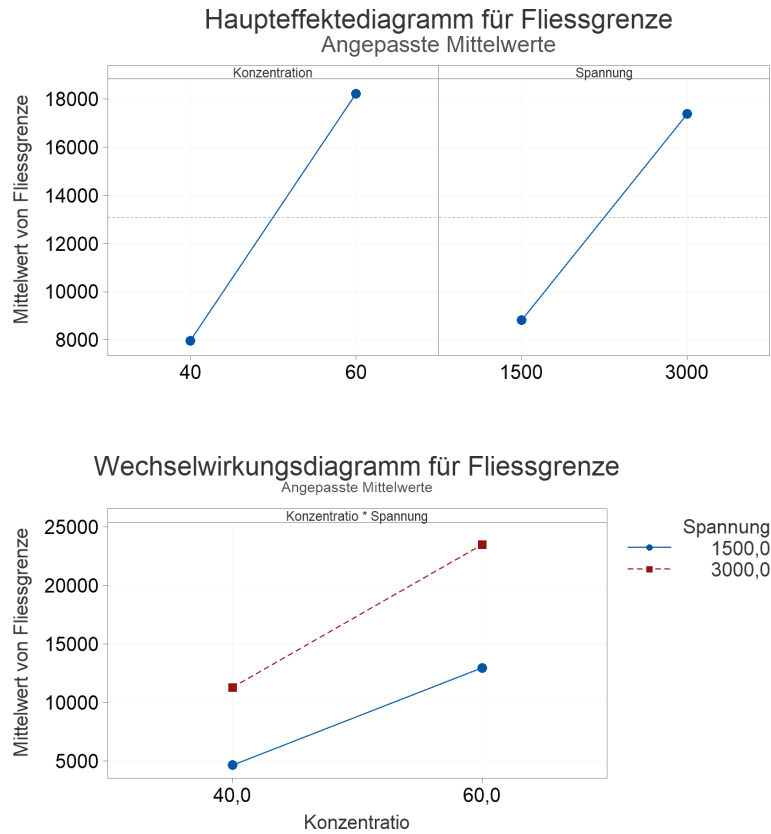 Haupteffektediagramm für Fliessgrenze
Angepasste Mittelwerte
Konzentration Spannung
Mittelwert von Fliessgrenze
18000
16000
14000
12000
10000
8000
40 60 1500 3000
Wechselwirkungsdiagramm für Fliessgrenze
Angepasste Mittelwerte
Konzentratio * Spannung
Mittelwert von Fliessgrenze
25000
20000
15000
10000
5000
40,0 60,0
Konzentratio
Spannung
1500,0
3000,0